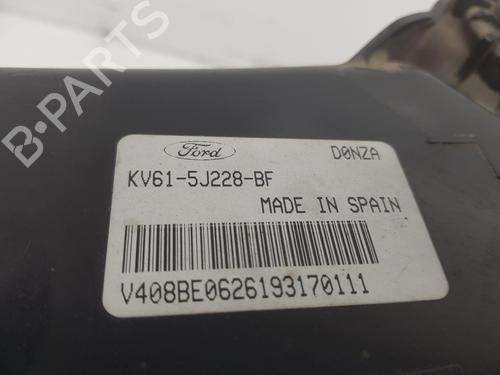 B-PARTS
Ford
D0NZA
KV61-5J228-BF
MADE IN SPAIN
V408BE0626193170111